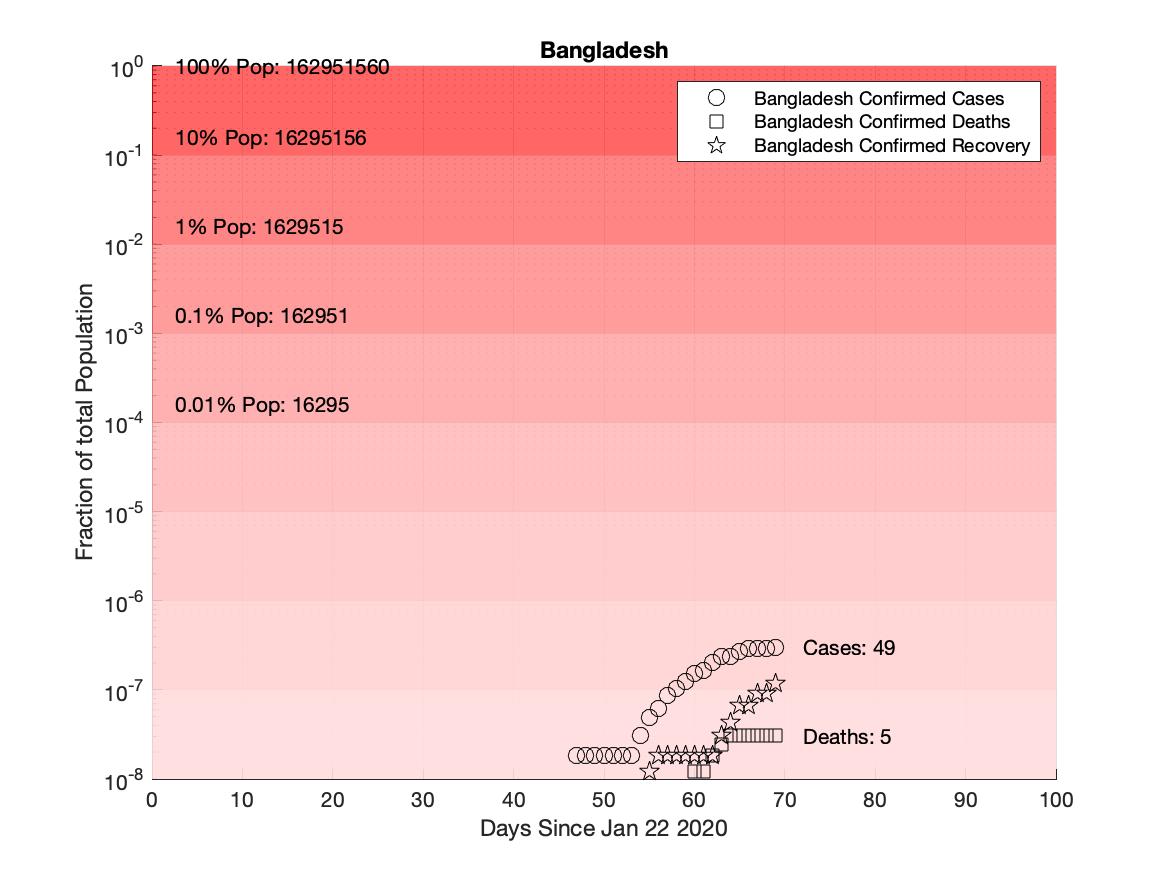 Bangladesh
100% Pop: 162951560
10% Pop: 16295156
1% Pop: 1629515
0.1% Pop: 162951
0.01% Pop: 16295
Bangladesh Confirmed Cases
Bangladesh Confirmed Deaths
Bangladesh Confirmed Recovery
Cases: 49
Deaths: 5
Fraction of total Population
10^0
10^-1
10^-2
10^-3
10^-4
10^-5
10^-6
10^-7
10^-8
0 10 20 30 40 50 60 70 80 90 100
Days Since Jan 22 2020